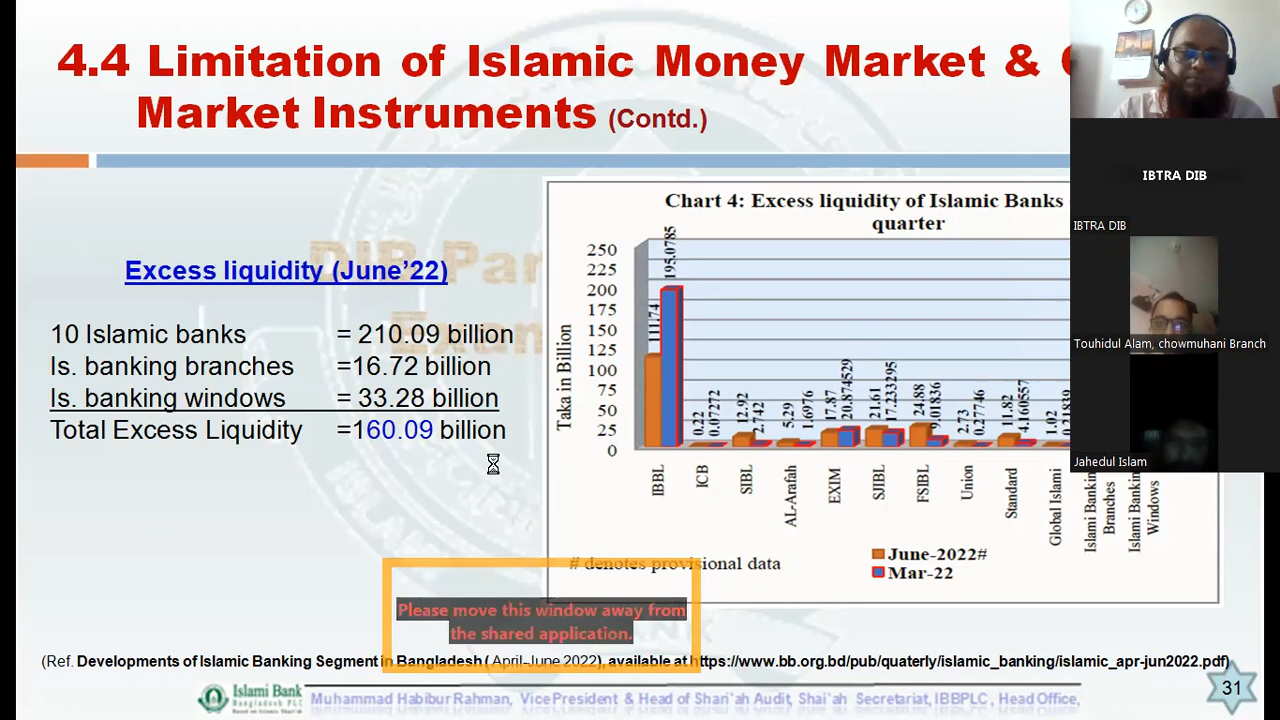 4.4 Limitation of Islamic Money Market &
Market Instruments (Contd.)
IBTRA DIB
IBTRA DIB
Touhidul Alam, chowmuhani Branch
Jahedul Islam
Excess liquidity (June'22)
10 Islamic banks = 210.09 billion
Is. banking branches =16.72 billion
Is. banking windows = 33.28 billion
Total Excess Liquidity =160.09 billion
Chart 4: Excess liquidity of Islamic Banks
quarter
Taka in Billion
250
225
200
175
150
125
100
75
50
25
0
111.74
195.0785
0.22
0.07272
12.92
2.742
5.29
1.6976
17.87
20.874529
21.61
17.233295
24.888
9.01836
2.73
0.27746
11.82
4.160557
1.02
0.21839
IBBL
ICB
SIBL
AL-Arafah
EXIM
SJIBL
FSIBL
Union
Standard
Global Islami
Islami Banking
Branches
Islami Banking
Windows
# denotes provisional data
June-2022#
Mar-22
Please move this window away from
the shared application.
(Ref. Developments of Islamic Banking Segment in Bangladesh (April-June 2022), available at https://www.bb.org.bd/pub/quaterly/islamic_banking/islamic_apr-jun2022.pdf)
Islami Bank
Bangladesh PLC
Muhammad Habibur Rahman, Vice President & Head of Shari'ah Audit, Shai'ah Secretariat, IBBPLC, Head Office,
31